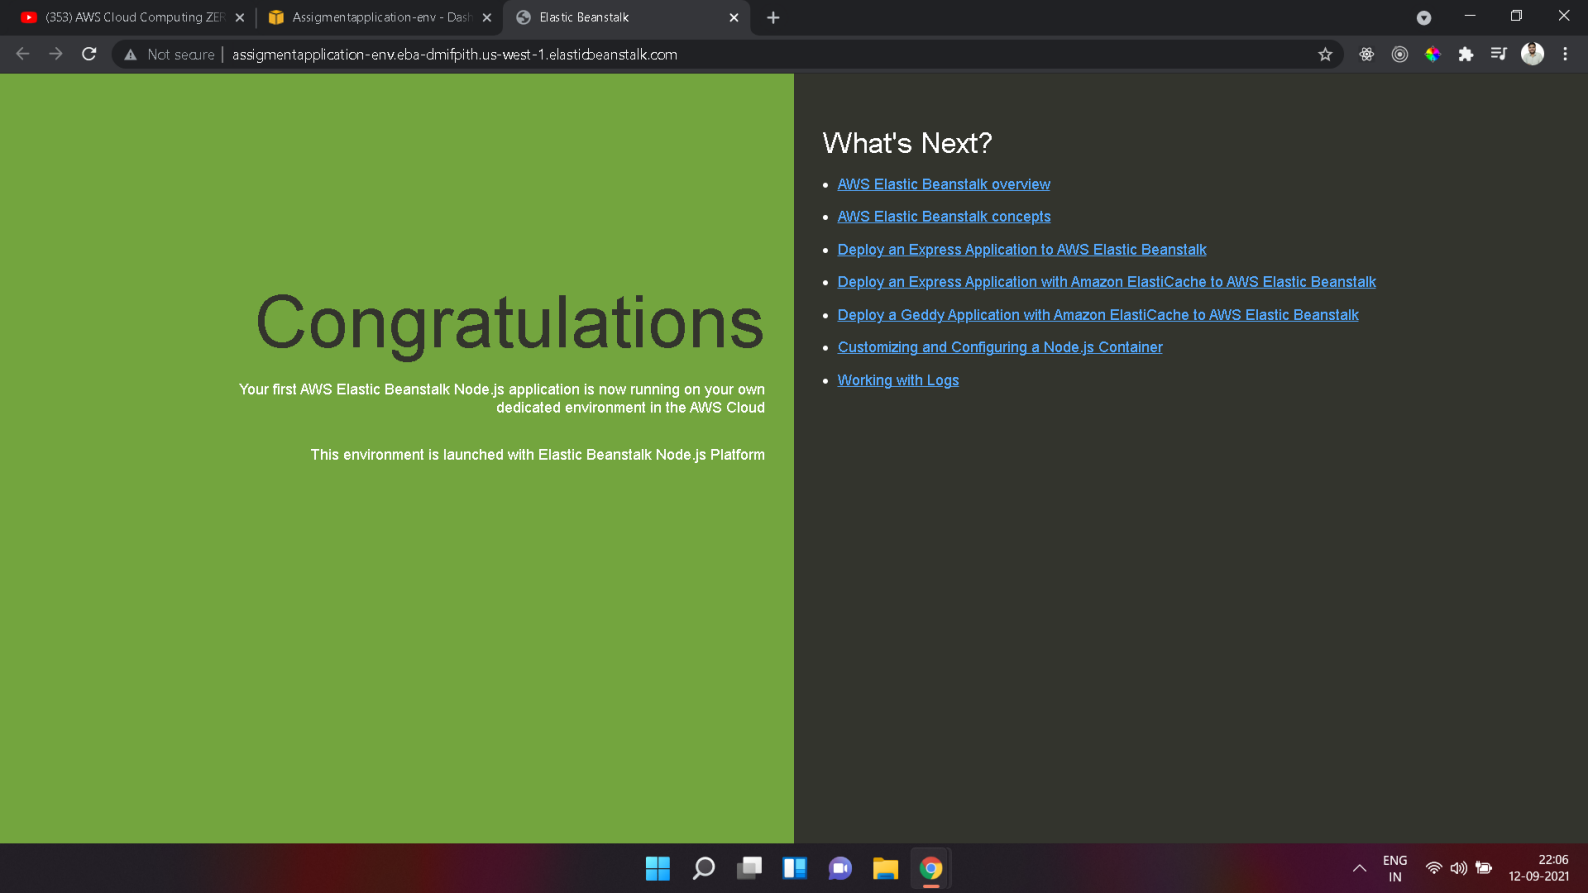 (353) AWS Cloud Computing ZER
Assigmentapplication-env - Dash
Elastic Beanstalk
Not secure
assigmentapplication-env.eba-dmifpith.us-west-1.elasticbeanstalk.com
Congratulations
Your first AWS Elastic Beanstalk Node.js application is now running on your own
dedicated environment in the AWS Cloud
This environment is launched with Elastic Beanstalk Node.js Platform
What's Next?
AWS Elastic Beanstalk overview
AWS Elastic Beanstalk concepts
Deploy an Express Application to AWS Elastic Beanstalk
Deploy an Express Application with Amazon ElastiCache to AWS Elastic Beanstalk
Deploy a Geddy Application with Amazon ElastiCache to AWS Elastic Beanstalk
Customizing and Configuring a Node.js Container
Working with Logs
ENG
IN
22:06
12-09-2021